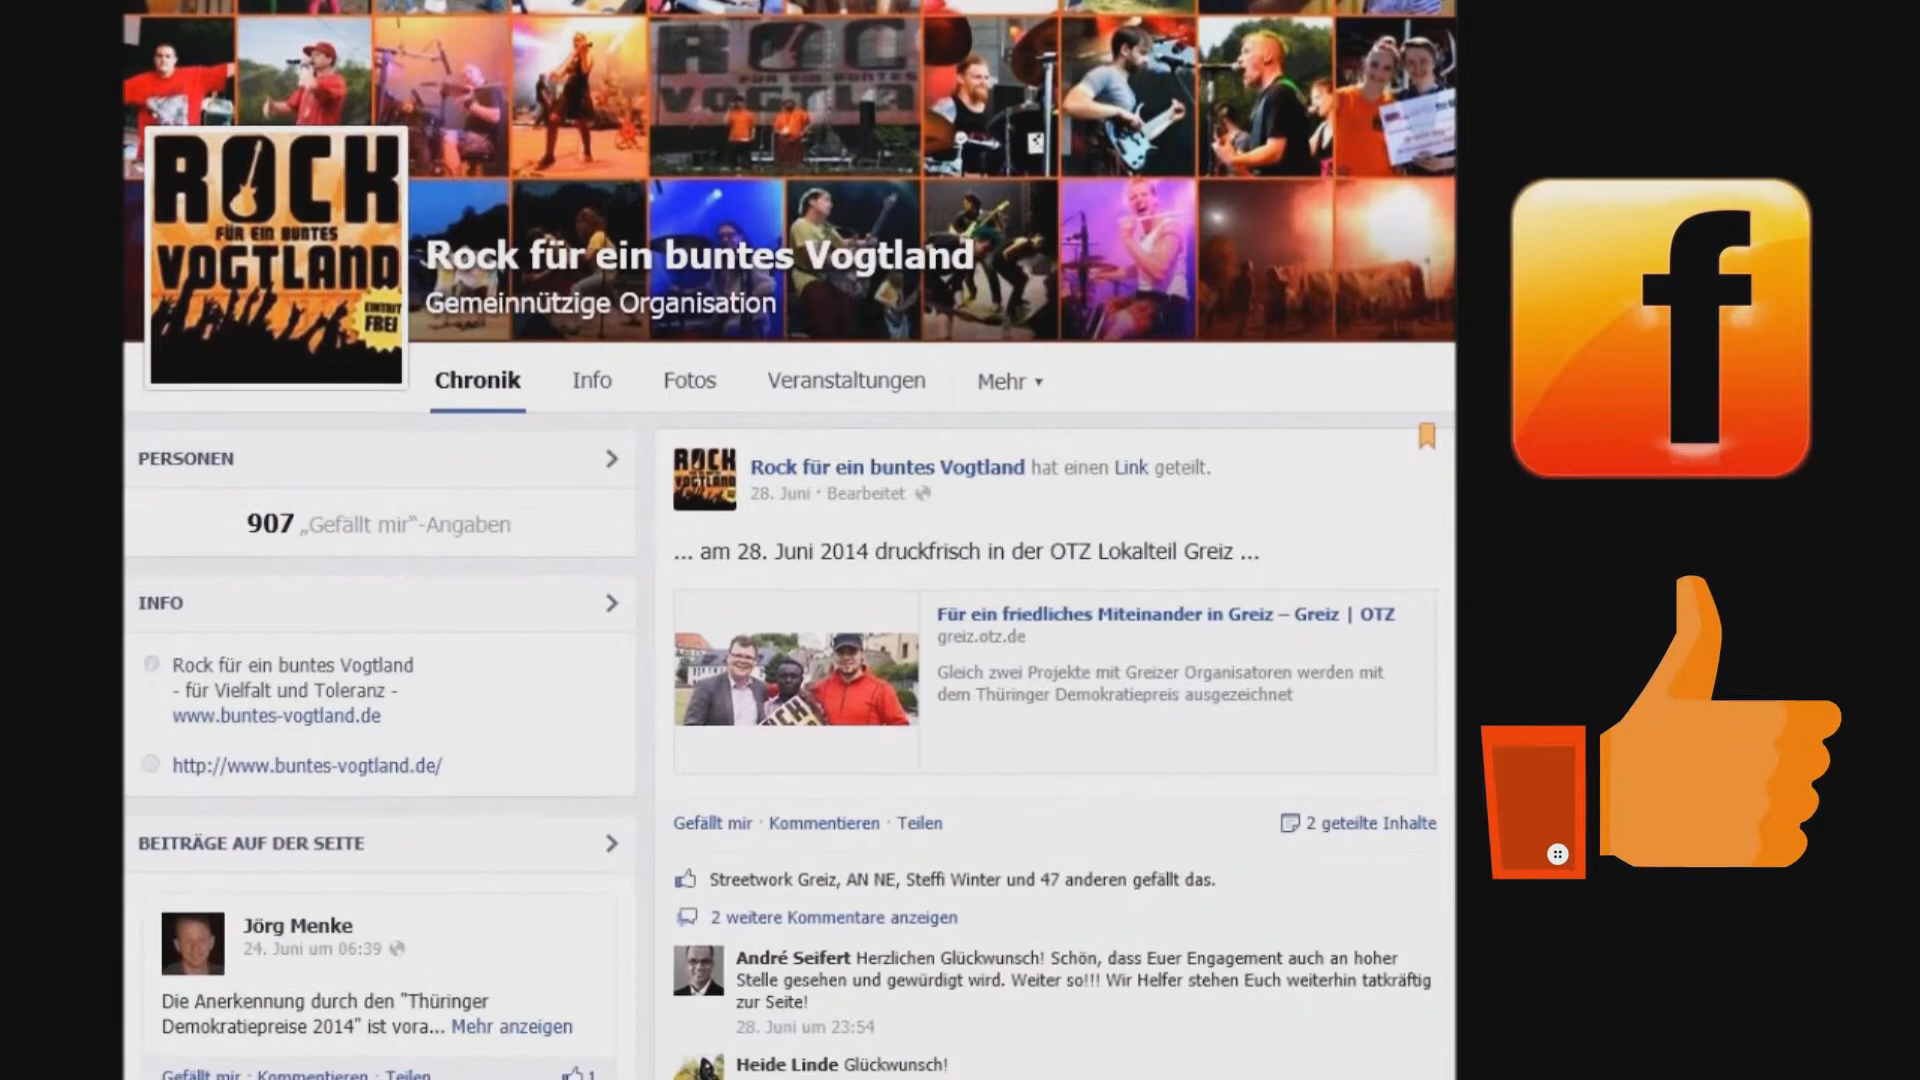 ROCK
FÜR EIN BUNTES
VOGTLAND
EINTRITT
FREI
Rock für ein buntes Vogtland
Gemeinnützige Organisation
Chronik
Info
Fotos
Veranstaltungen
Mehr
PERSONEN
907 „Gefällt mir“-Angaben
INFO
Rock für ein buntes Vogtland
- für Vielfalt und Toleranz -
www.buntes-vogtland.de
http://www.buntes-vogtland.de/
BEITRÄGE AUF DER SEITE
Jörg Menke
24. Juni um 06:39
Die Anerkennung durch den "Thüringer
Demokratiepreise 2014" ist vora... Mehr anzeigen
Gefällt mir · Kommentieren · Teilen
1
ROCK
VOGTLAND
Rock für ein buntes Vogtland hat einen Link geteilt.
28. Juni · Bearbeitet
... am 28. Juni 2014 druckfrisch in der OTZ Lokalteil Greiz ...
Für ein friedliches Miteinander in Greiz – Greiz | OTZ
greiz.otz.de
Gleich zwei Projekte mit Greizer Organisatoren werden mit
dem Thüringer Demokratiepreis ausgezeichnet
ROCK
Gefällt mir · Kommentieren · Teilen
2 geteilte Inhalte
Streetwork Greiz, AN NE, Steffi Winter und 47 anderen gefällt das.
2 weitere Kommentare anzeigen
André Seifert Herzlichen Glückwunsch! Schön, dass Euer Engagement auch an hoher
Stelle gesehen und gewürdigt wird. Weiter so!!! Wir Helfer stehen Euch weiterhin tatkräftig
zur Seite!
28. Juni um 23:54
Heide Linde Glückwunsch!
f